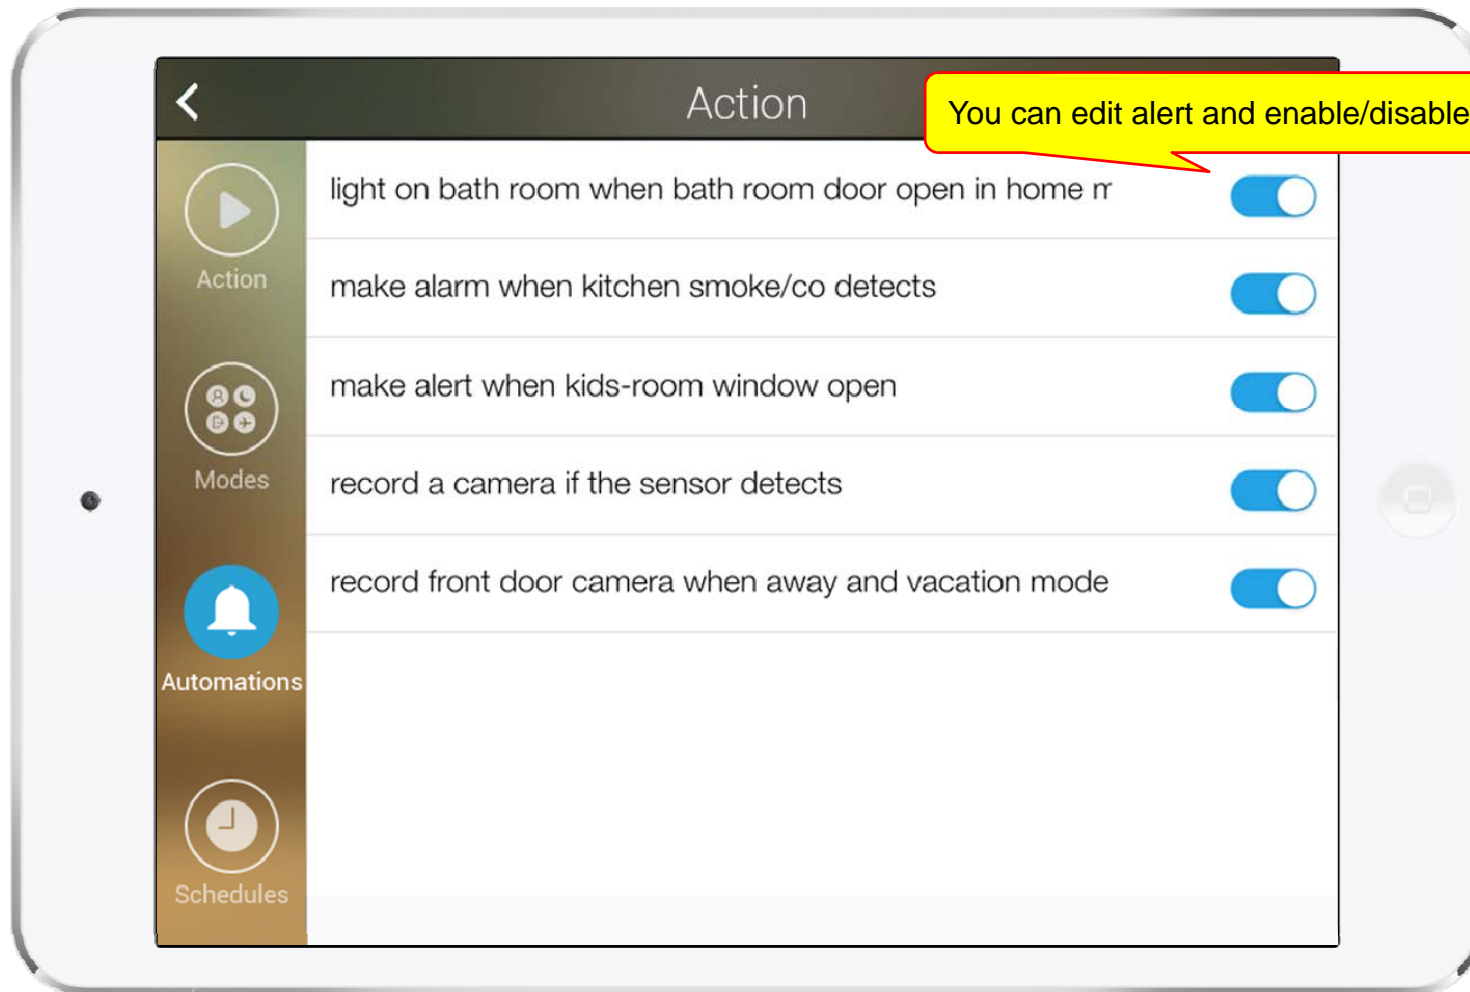 Action
You can edit alert and enable/disable
light on bath room when bath room door open in home m
Action
make alarm when kitchen smoke/co detects
make alert when kids-room window open
Modes
record a camera if the sensor detects
record front door camera when away and vacation mode
Automations
Schedules